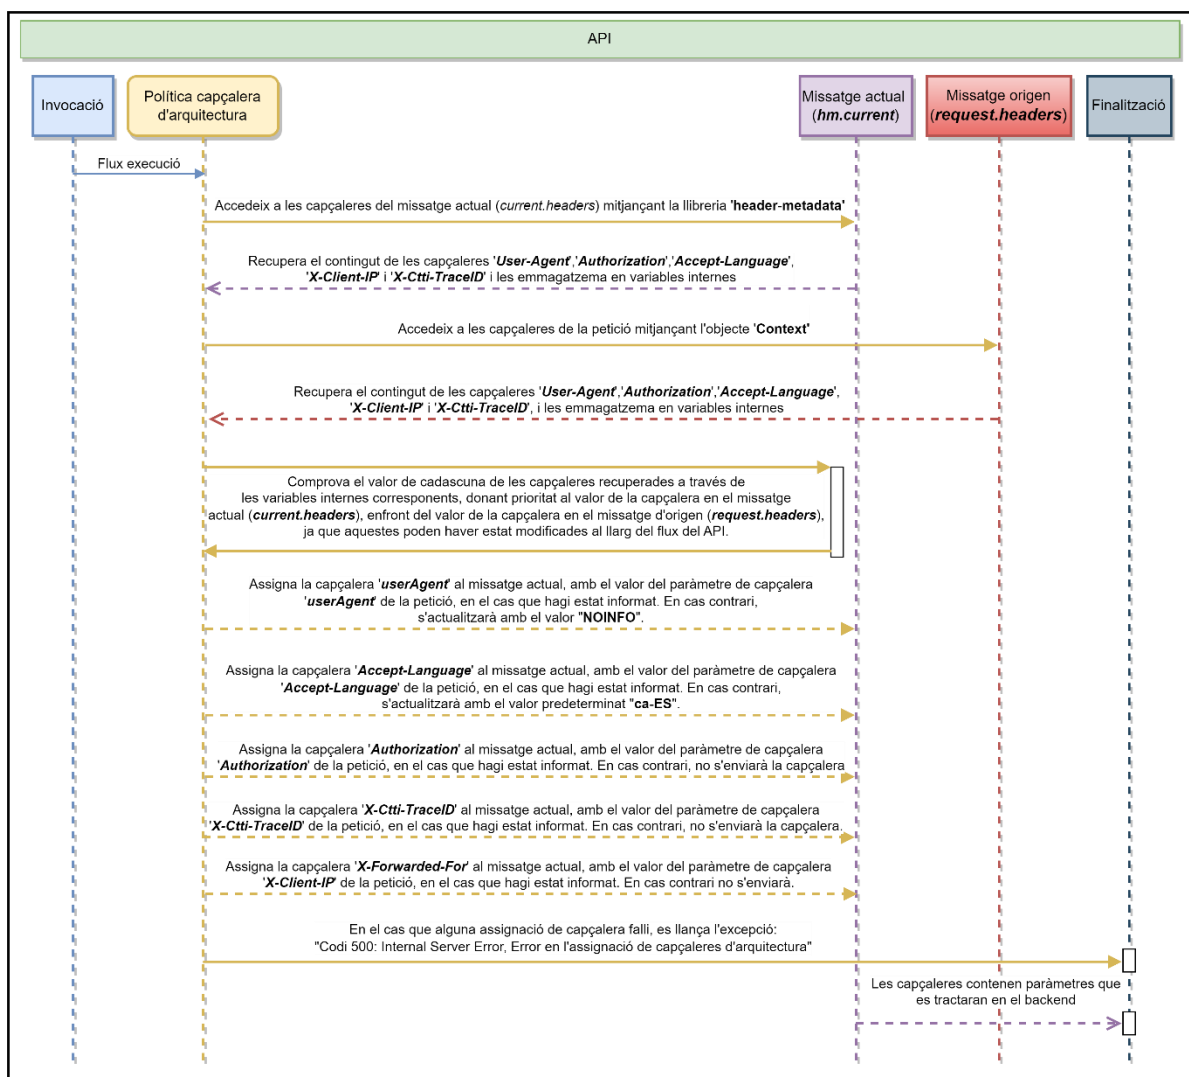 API
Invocació
Política capçalera
d'arquitectura
Missatge actual
(hm.current)
Missatge origen
(request.headers)
Finalització
Flux execució
Accedeix a les capçaleres del missatge actual (current.headers) mitjançant la llibreria 'header-metadata'
Recupera el contingut de les capçaleres 'User-Agent','Authorization','Accept-Language',
'X-Client-IP' i 'X-Ctti-TraceID' i les emmagatzema en variables internes
Accedeix a les capçaleres de la petició mitjançant l'objecte 'Context'
Recupera el contingut de les capçaleres 'User-Agent','Authorization','Accept-Language',
'X-Client-IP' i 'X-Ctti-TraceID', i les emmagatzema en variables internes
Comprova el valor de cadascuna de les capçaleres recuperades a través de
les variables internes corresponents, donant prioritat al valor de la capçalera en el missatge
actual (current.headers), enfront del valor de la capçalera en el missatge d'origen (request.headers),
ja que aquestes poden haver estat modificades al llarg del flux del API.
Assigna la capçalera 'userAgent' al missatge actual, amb el valor del paràmetre de capçalera
'userAgent' de la petició, en el cas que hagi estat informat. En cas contrari,
s'actualitzarà amb el valor "NOINFO".
Assigna la capçalera 'Accept-Language' al missatge actual, amb el valor del paràmetre de capçalera
'Accept-Language' de la petició, en el cas que hagi estat informat. En cas contrari,
s'actualitzarà amb el valor predeterminat "ca-ES".
Assigna la capçalera 'Authorization' al missatge actual, amb el valor del paràmetre de capçalera
'Authorization' de la petició, en el cas que hagi estat informat. En cas contrari, no s'enviarà la capçalera
Assigna la capçalera 'X-Ctti-TraceID' al missatge actual, amb el valor del paràmetre de capçalera
'X-Ctti-TraceID' de la petició, en el cas que hagi estat informat. En cas contrari, no s'enviarà la capçalera.
Assigna la capçalera 'X-Forwarded-For' al missatge actual, amb el valor del paràmetre de capçalera
'X-Client-IP' de la petició, en el cas que hagi estat informat. En cas contrari no s'enviarà.
En el cas que alguna assignació de capçalera falli, es llança l'excepció:
"Codi 500: Internal Server Error, Error en l'assignació de capçaleres d'arquitectura"
Les capçaleres contenen paràmetres que
es tractaran en el backend